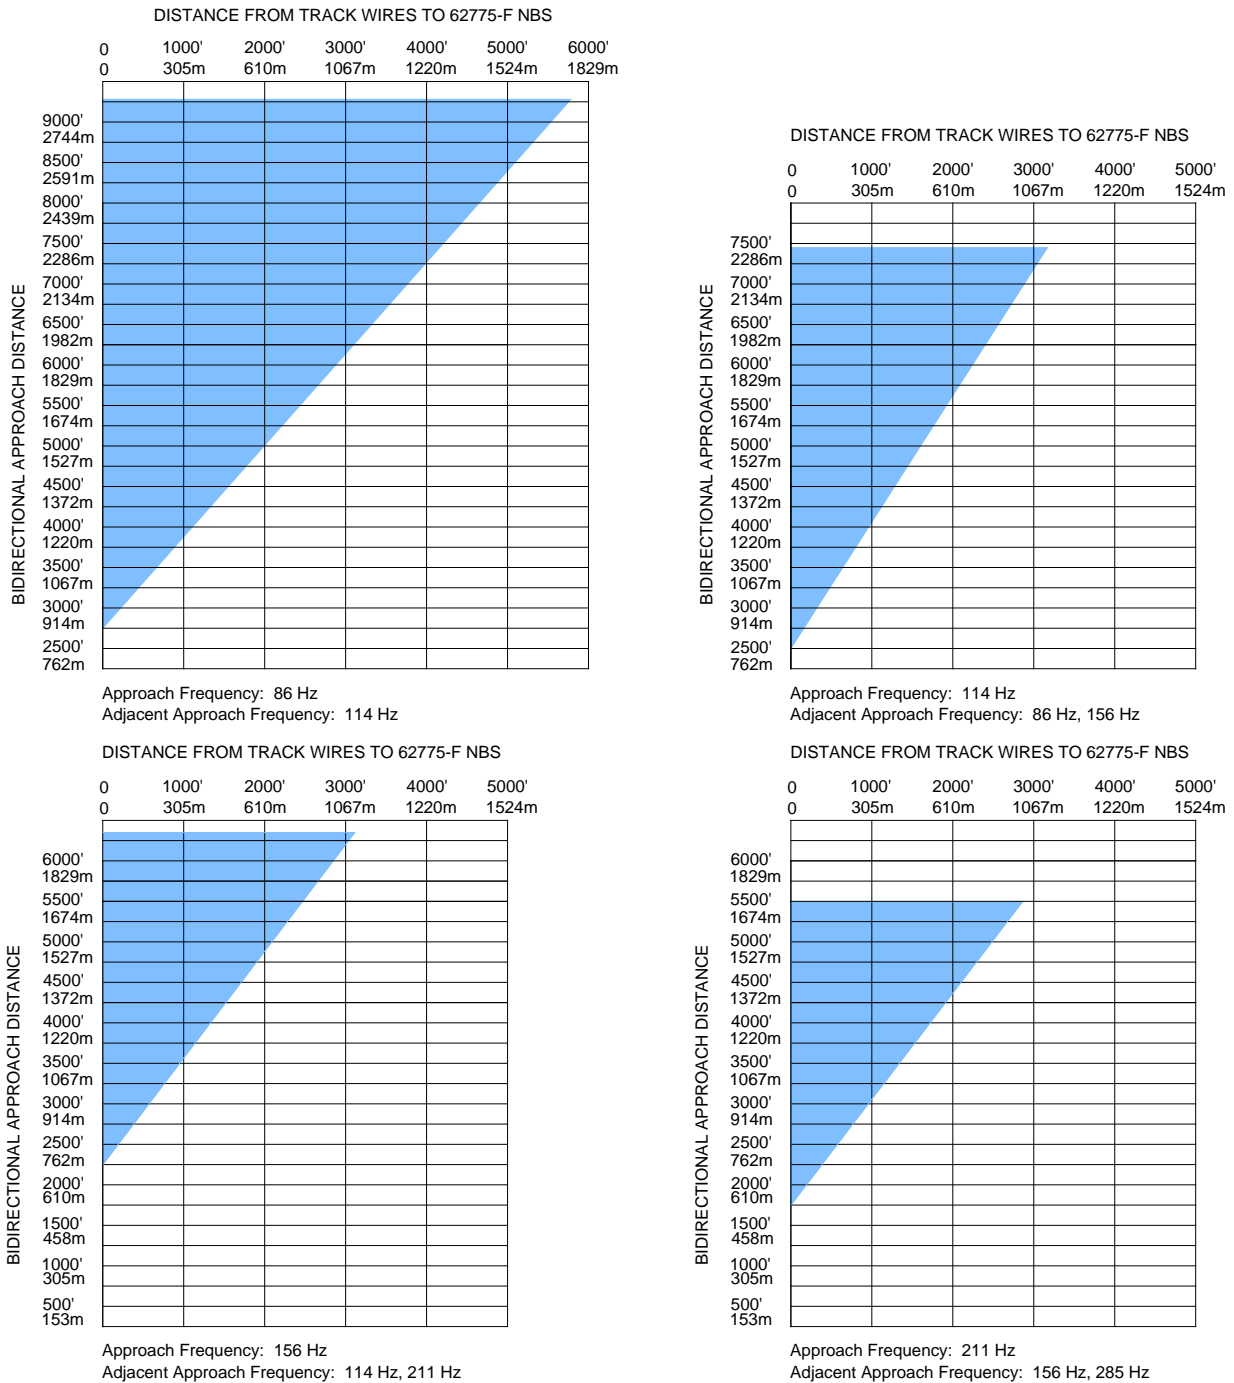 DISTANCE FROM TRACK WIRES TO 62775-F NBS
0 1000' 2000' 3000' 4000' 5000' 6000'
0 305m 610m 1067m 1220m 1524m 1829m
BIDIRECTIONAL APPROACH DISTANCE
9000'
2744m
8500'
2591m
8000'
2439m
7500'
2286m
7000'
2134m
6500'
1982m
6000'
1829m
5500'
1674m
5000'
1527m
4500'
1372m
4000'
1220m
3500'
1067m
3000'
914m
2500'
762m
Approach Frequency: 86 Hz
Adjacent Approach Frequency: 114 Hz
DISTANCE FROM TRACK WIRES TO 62775-F NBS
0 1000' 2000' 3000' 4000' 5000'
0 305m 610m 1067m 1220m 1524m
BIDIRECTIONAL APPROACH DISTANCE
7500'
2286m
7000'
2134m
6500'
1982m
6000'
1829m
5500'
1674m
5000'
1527m
4500'
1372m
4000'
1220m
3500'
1067m
3000'
914m
2500'
762m
Approach Frequency: 114 Hz
Adjacent Approach Frequency: 86 Hz, 156 Hz
DISTANCE FROM TRACK WIRES TO 62775-F NBS
0 1000' 2000' 3000' 4000' 5000'
0 305m 610m 1067m 1220m 1524m
BIDIRECTIONAL APPROACH DISTANCE
6000'
1829m
5500'
1674m
5000'
1527m
4500'
1372m
4000'
1220m
3500'
1067m
3000'
914m
2500'
762m
2000'
610m
1500'
458m
1000'
305m
500'
153m
Approach Frequency: 156 Hz
Adjacent Approach Frequency: 114 Hz, 211 Hz
DISTANCE FROM TRACK WIRES TO 62775-F NBS
0 1000' 2000' 3000' 4000' 5000'
0 305m 610m 1067m 1220m 1524m
BIDIRECTIONAL APPROACH DISTANCE
6000'
1829m
5500'
1674m
5000'
1527m
4500'
1372m
4000'
1220m
3500'
1067m
3000'
914m
2500'
762m
2000'
610m
1500'
458m
1000'
305m
500'
153m
Approach Frequency: 211 Hz
Adjacent Approach Frequency: 156 Hz, 285 Hz